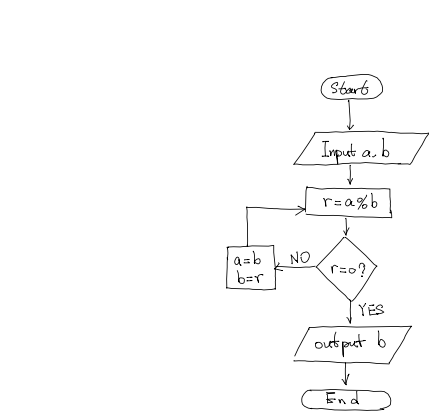 Start
Input a, b
r=a%b
NO
a=b
b=r
r=0?
YES
output b
End